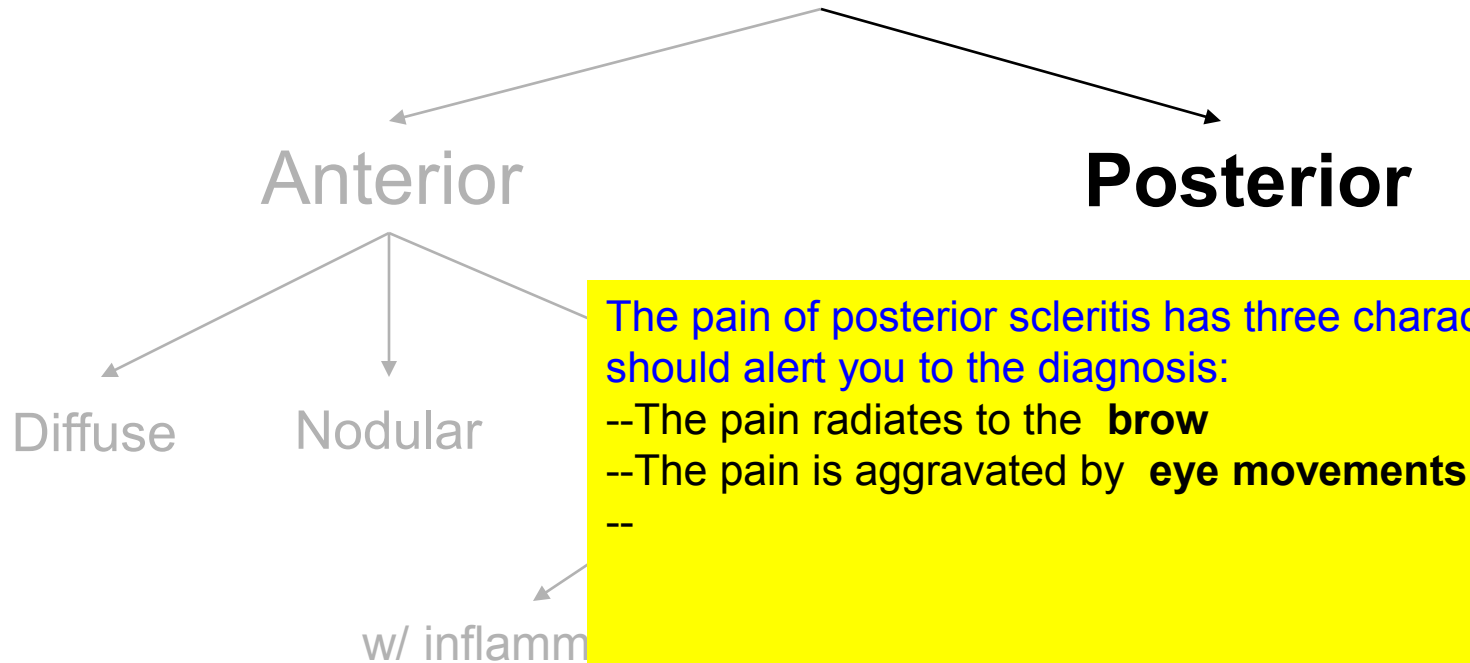 Anterior
Posterior
The pain of posterior scleritis has three charac
should alert you to the diagnosis:
--The pain radiates to the brow
--The pain is aggravated by eye movements
--
Diffuse
Nodular
w/ inflamm